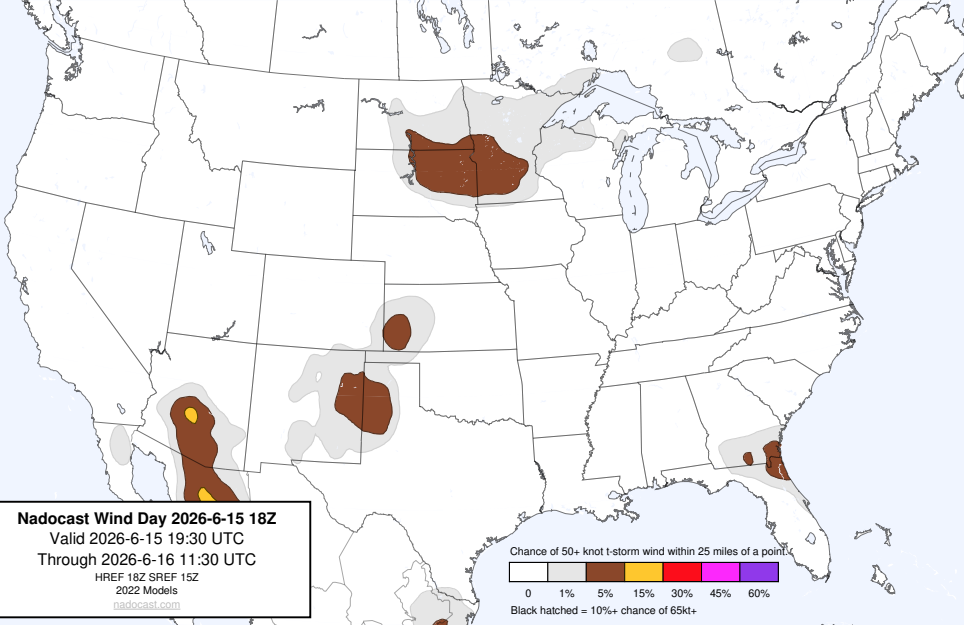 Nadocast Wind Day 2026-6-15 18Z
Valid 2026-6-15 19:30 UTC
Through 2026-6-16 11:30 UTC
HREF 18Z SREF 15Z
2022 Models
nadocast.com
Chance of 50+ knot t-storm wind within 25 miles of a point.
0 1% 5% 15% 30% 45% 60%
Black hatched = 10%+ chance of 65kt+